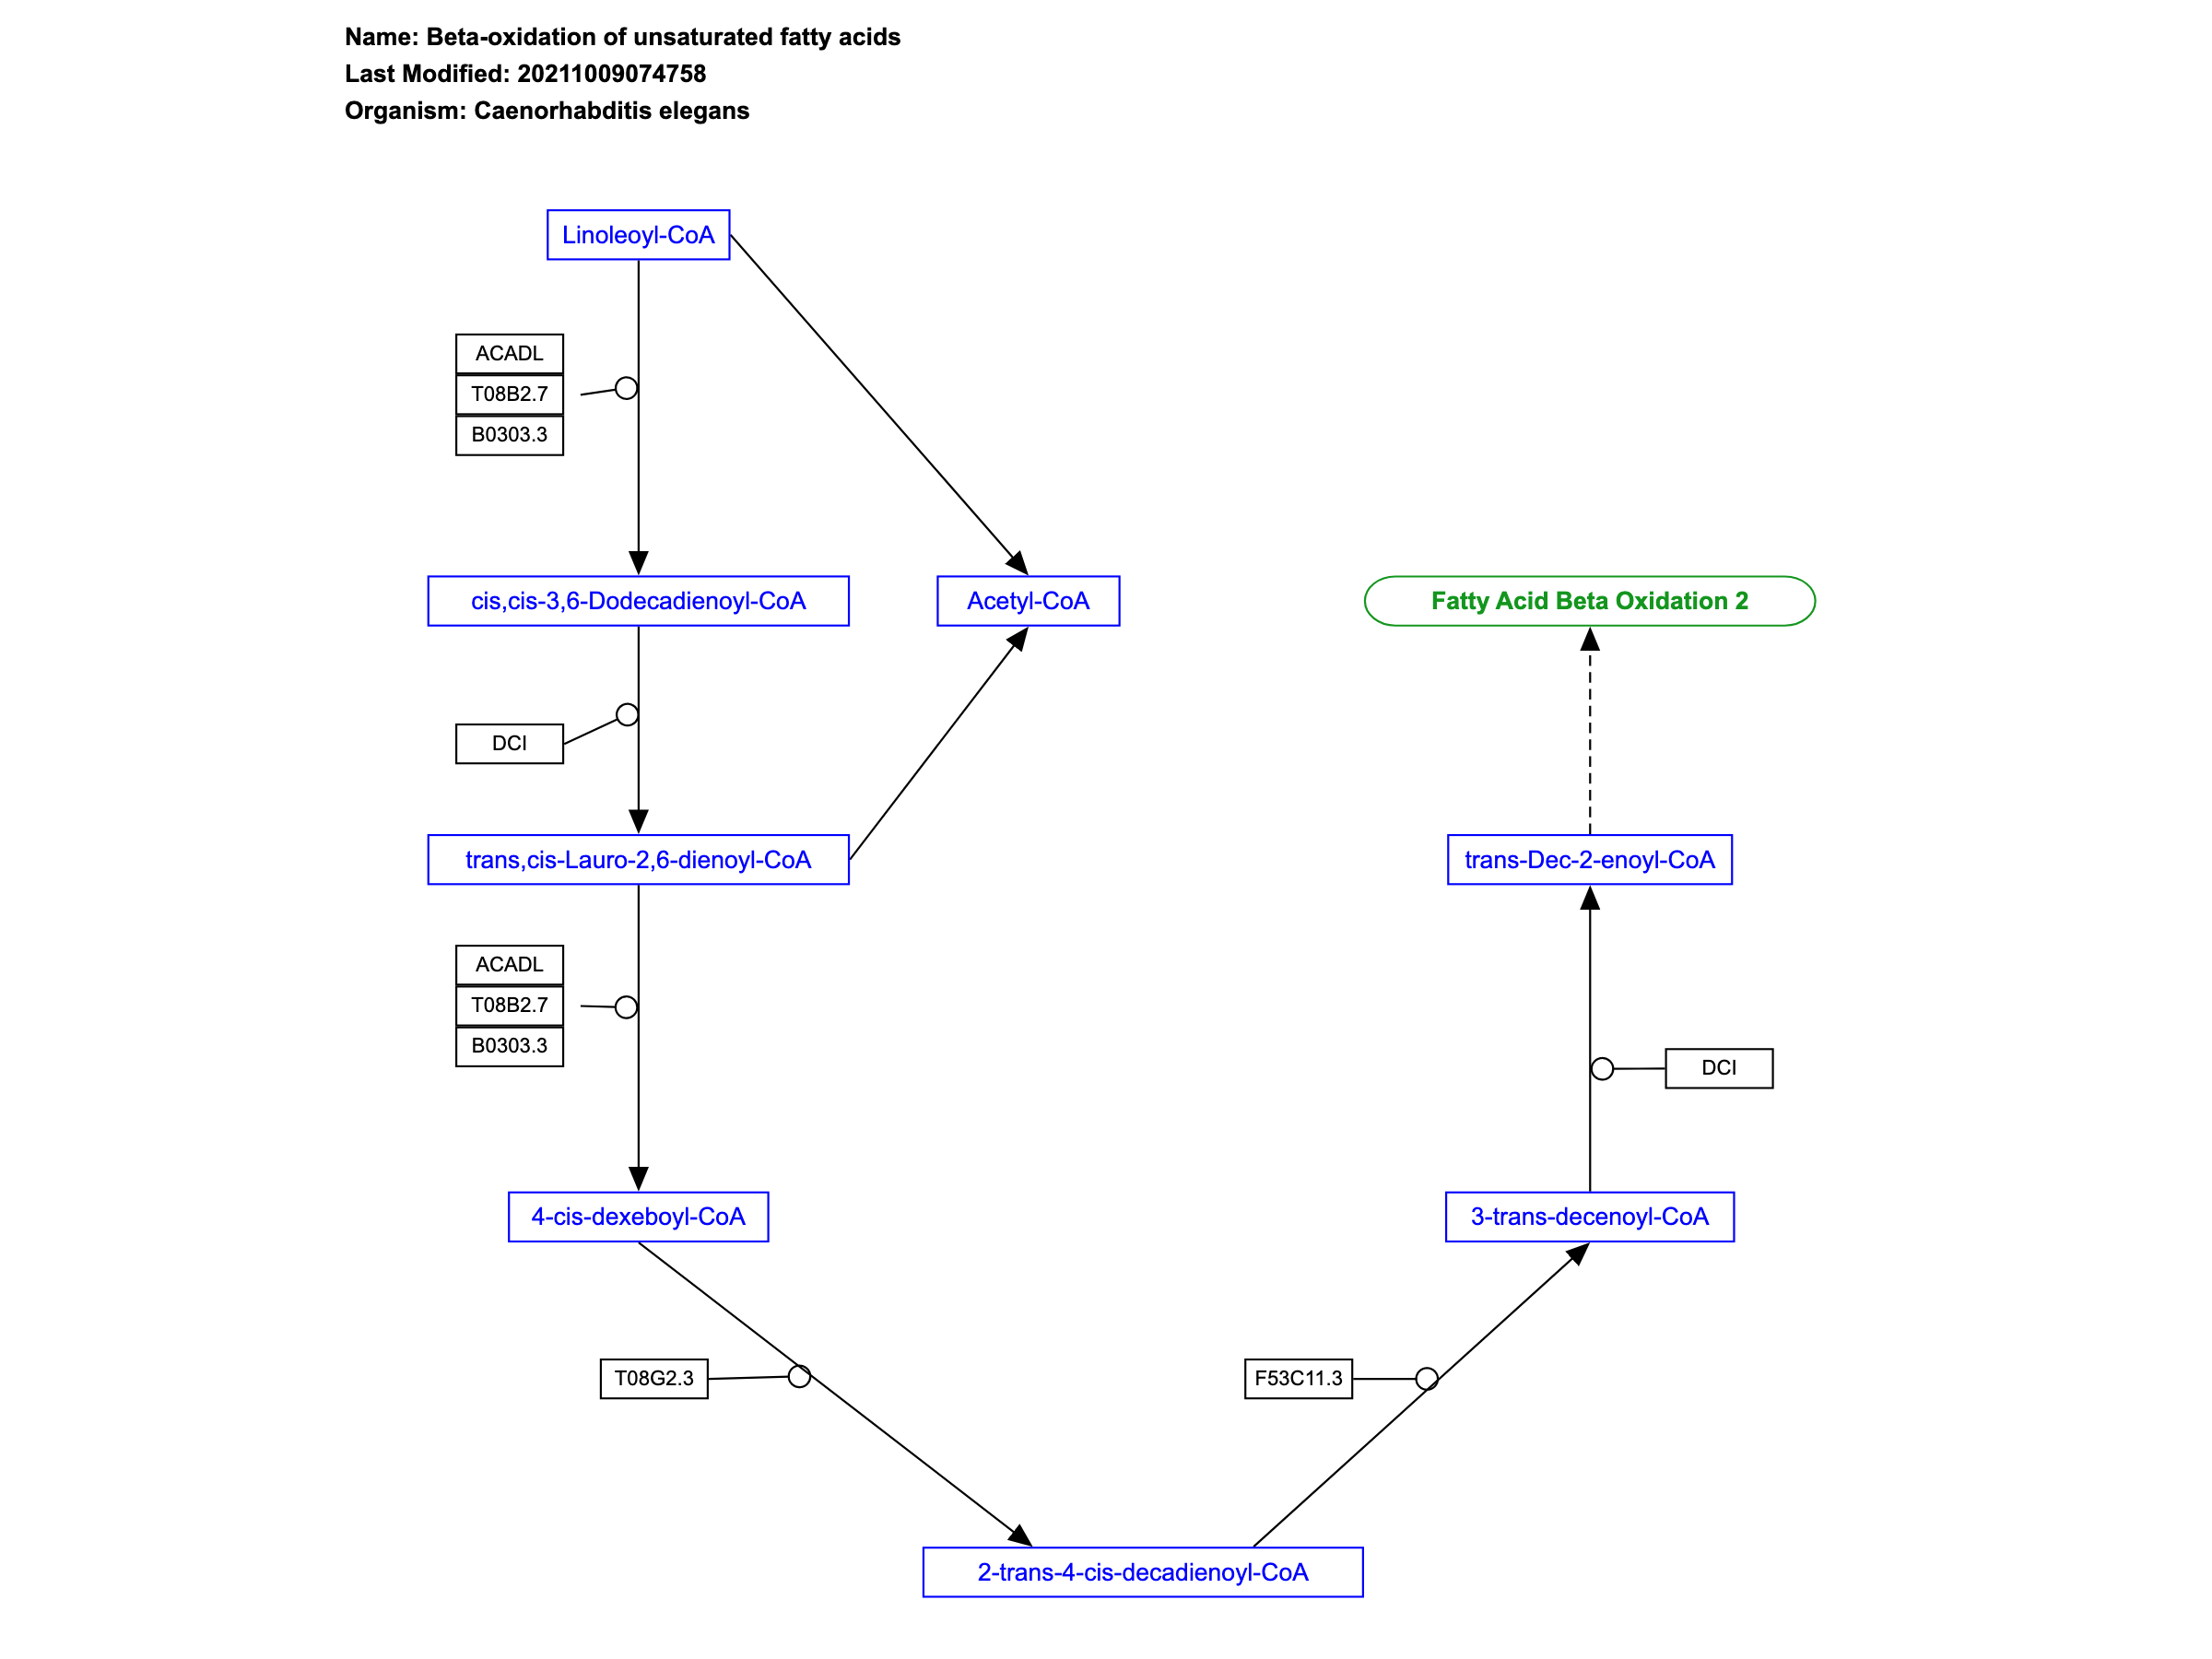 Name: Beta-oxidation of unsaturated fatty acids
Last Modified: 20211009074758
Organism: Caenorhabditis elegans
Linoleoyl-CoA
ACADL
T08B2.7
B0303.3
cis,cis-3,6-Dodecadienoyl-CoA
Acetyl-CoA
Fatty Acid Beta Oxidation 2
DCI
trans,cis-Lauro-2,6-dienoyl-CoA
trans-Dec-2-enoyl-CoA
ACADL
T08B2.7
B0303.3
DCI
4-cis-dexeboyl-CoA
3-trans-decenoyl-CoA
T08G2.3
F53C11.3
2-trans-4-cis-decadienoyl-CoA